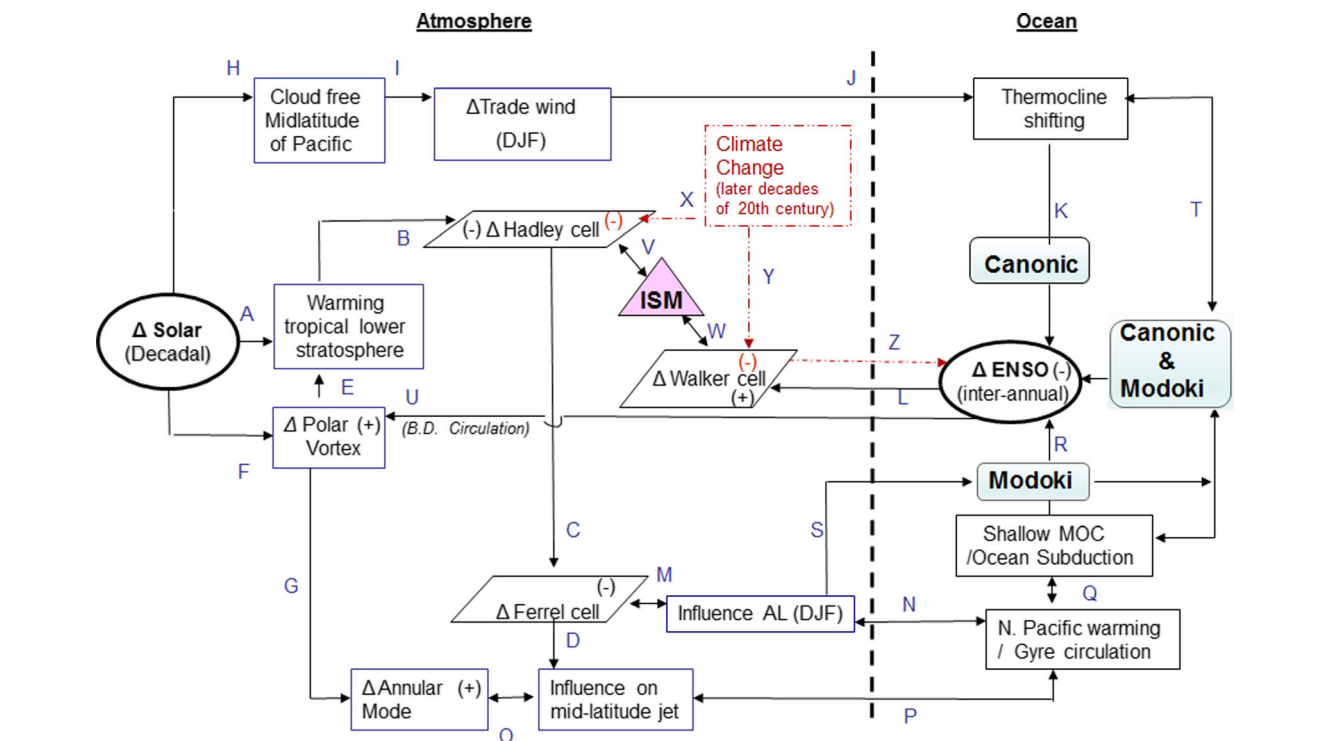 Atmosphere
Ocean
H
I
J
Cloud free
Midlatitude
of Pacific
ΔTrade wind
(DJF)
Thermocline
shifting
Climate
Change
(later decades
of 20th century)
X
K
T
B
(-) Δ Hadley cell (-)
V
Y
Canonic
ISM
W
Z
A
Δ Solar
(Decadal)
Warming
tropical lower
stratosphere
(-)
Δ Walker cell
(+)
L
Δ ENSO (-)
(inter-annual)
Canonic
&
Modoki
E
U
(B.D. Circulation)
Δ Polar (+)
Vortex
F
R
Modoki
C
S
Shallow MOC
/Ocean Subduction
G
M
(-)
Δ Ferrel cell
Influence AL (DJF)
N
Q
N. Pacific warming
/ Gyre circulation
D
Δ Annular (+)
Mode
Influence on
mid-latitude jet
O
P